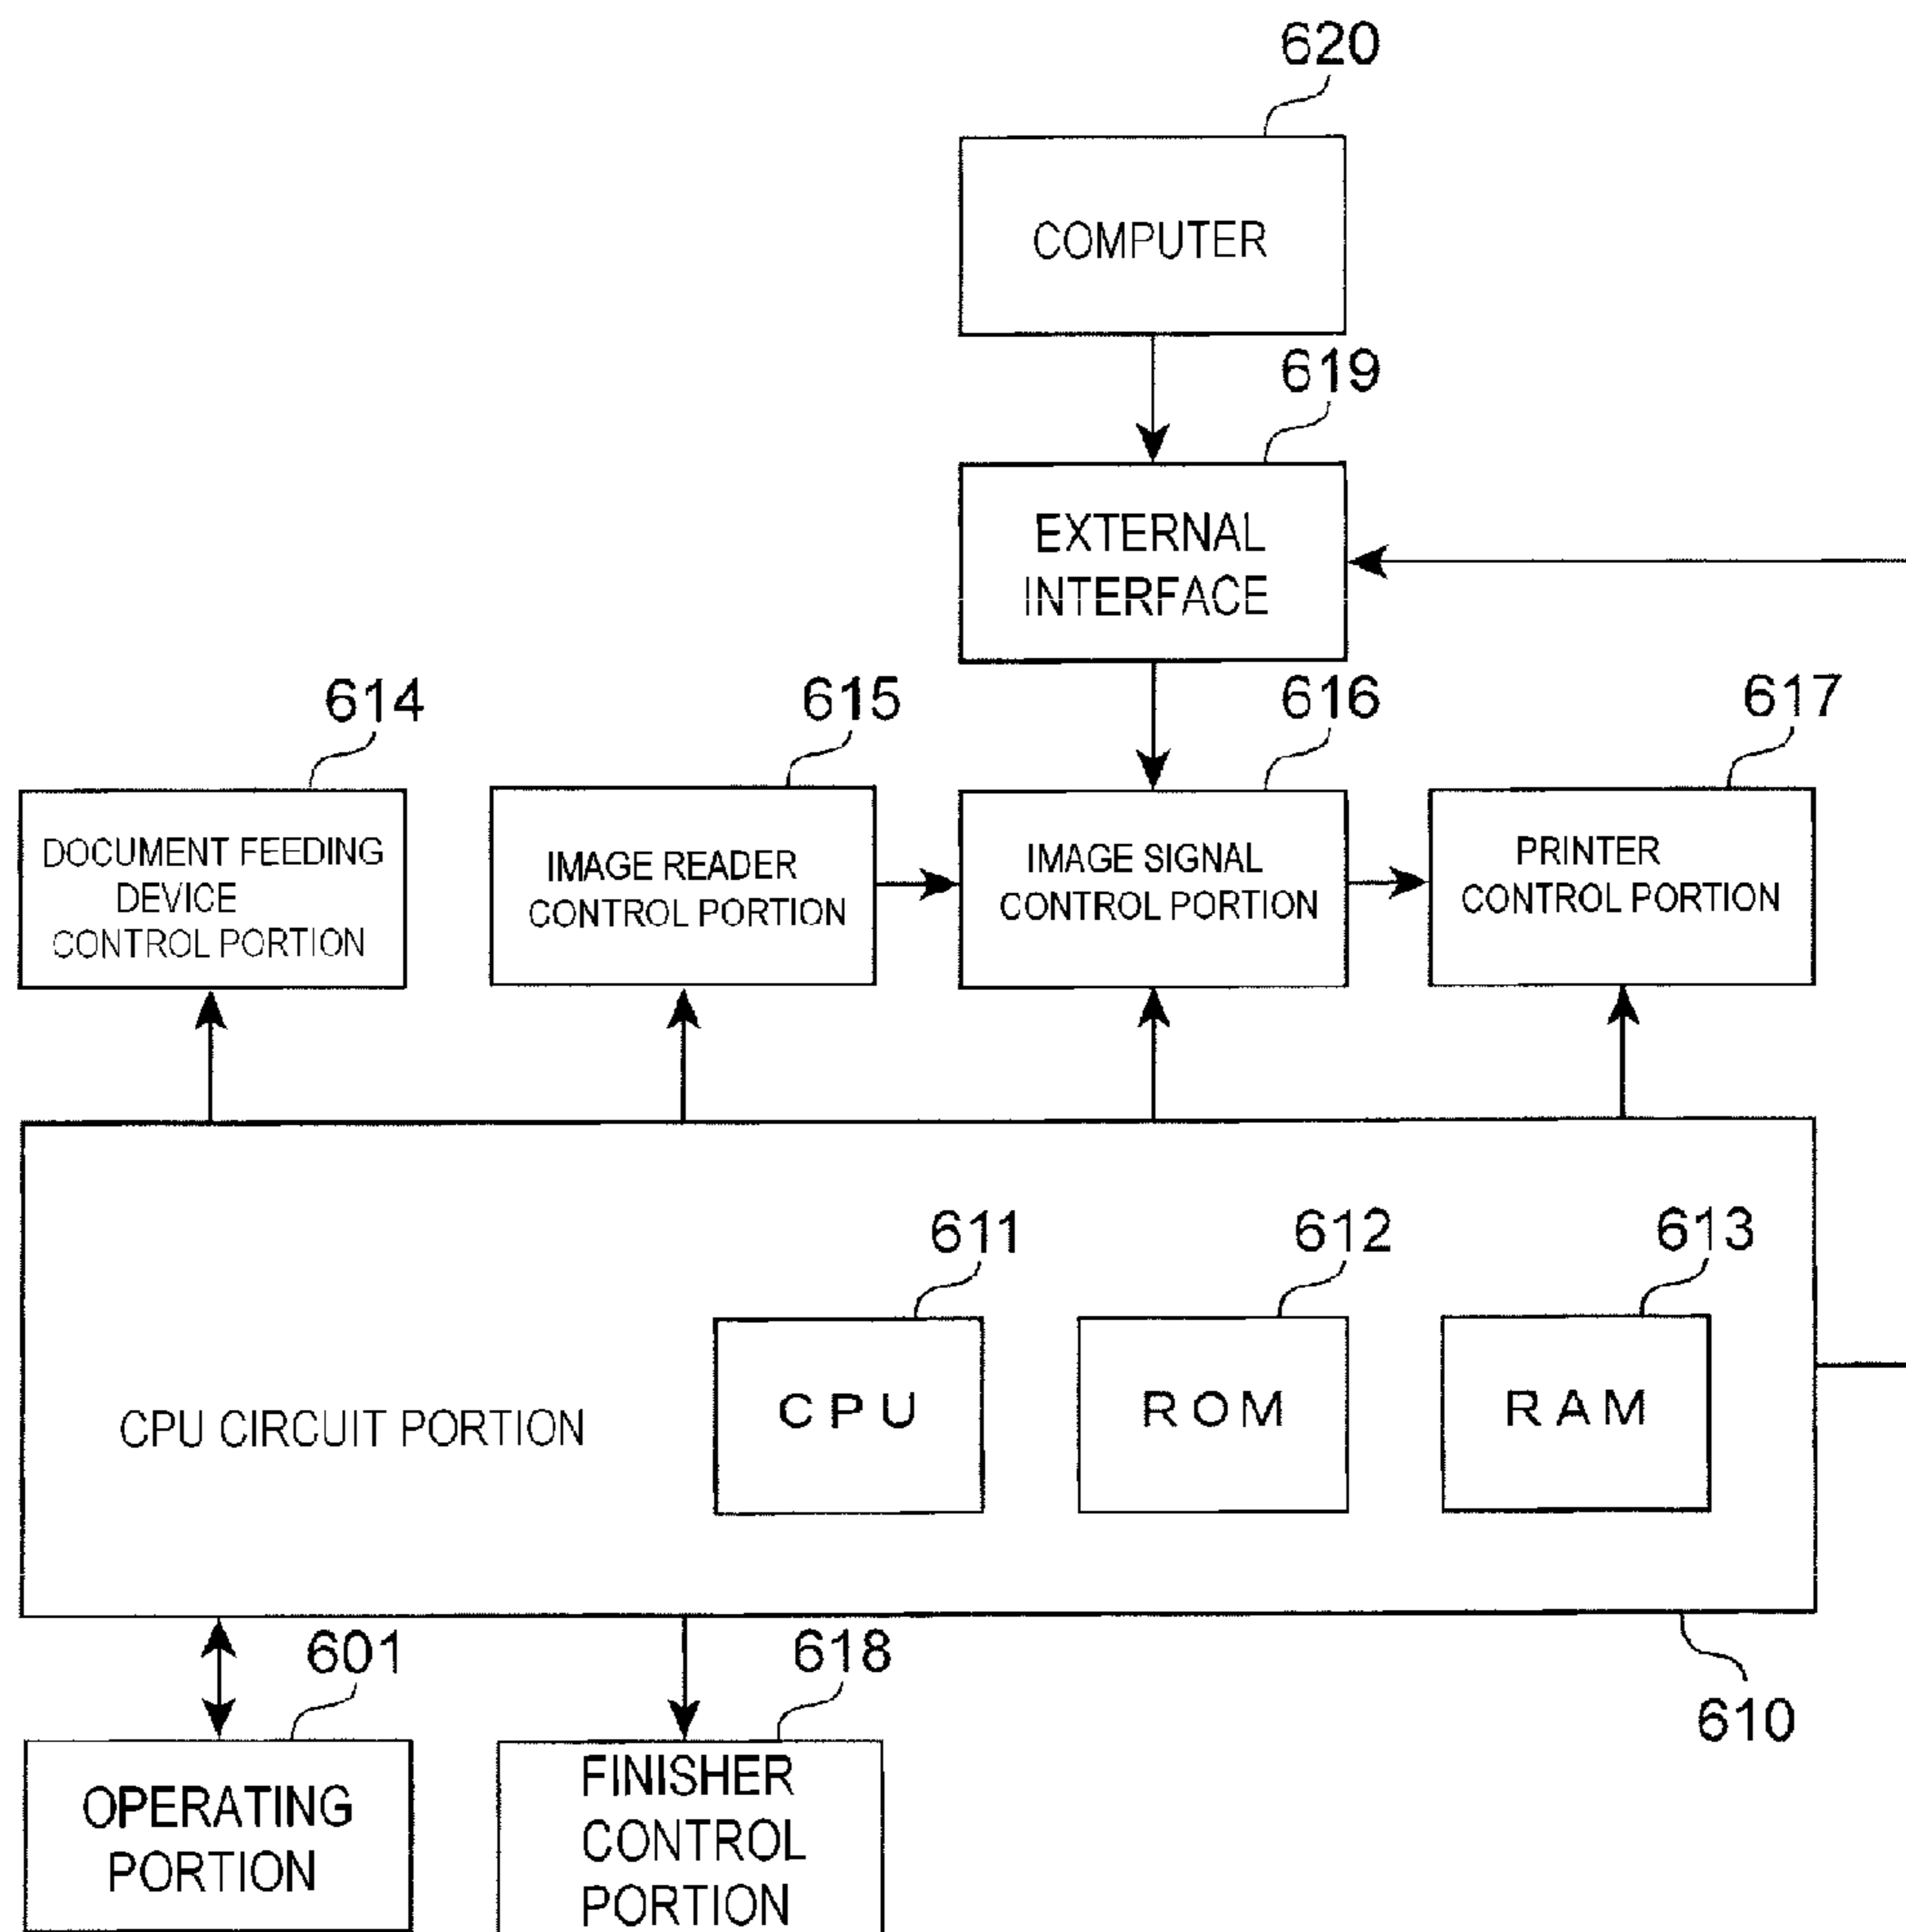 620
COMPUTER
619
EXTERNAL
INTERFACE
614
615
616
617
DOCUMENT FEEDING
DEVICE
CONTROL PORTION
IMAGE READER
CONTROL PORTION
IMAGE SIGNAL
CONTROL PORTION
PRINTER
CONTROL PORTION
611
612
613
CPU CIRCUIT PORTION
CPU
ROM
RAM
601
618
610
OPERATING
PORTION
FINISHER
CONTROL
PORTION